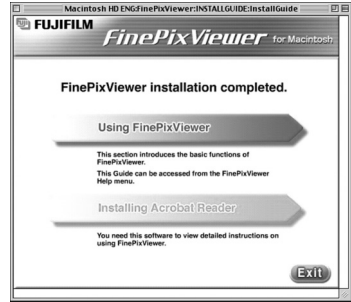 Macintosh HD ENG:FinePixViewer:INSTALLGUIDE:InstallGuide
FUJIFILM
FinePixViewer for Macintosh
FinePixViewer installation completed.
Using FinePixViewer
This section introduces the basic functions of
FinePixViewer.
This Guide can be accessed from the FinePixViewer
Help menu.
Installing Acrobat Reader
You need this software to view detailed instructions on
using FinePixViewer.
Exit